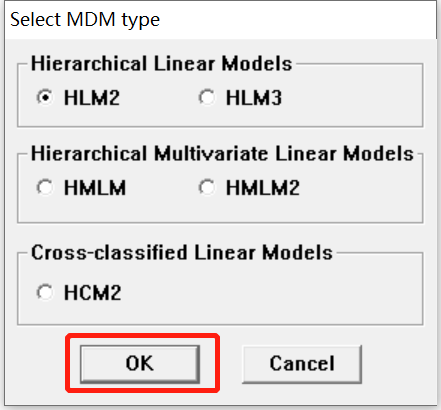 Select MDM type
Hierarchical Linear Models
HLM2 HLM3
Hierarchical Multivariate Linear Models
HMLM HMLM2
Cross-classified Linear Models
HCM2
OK Cancel